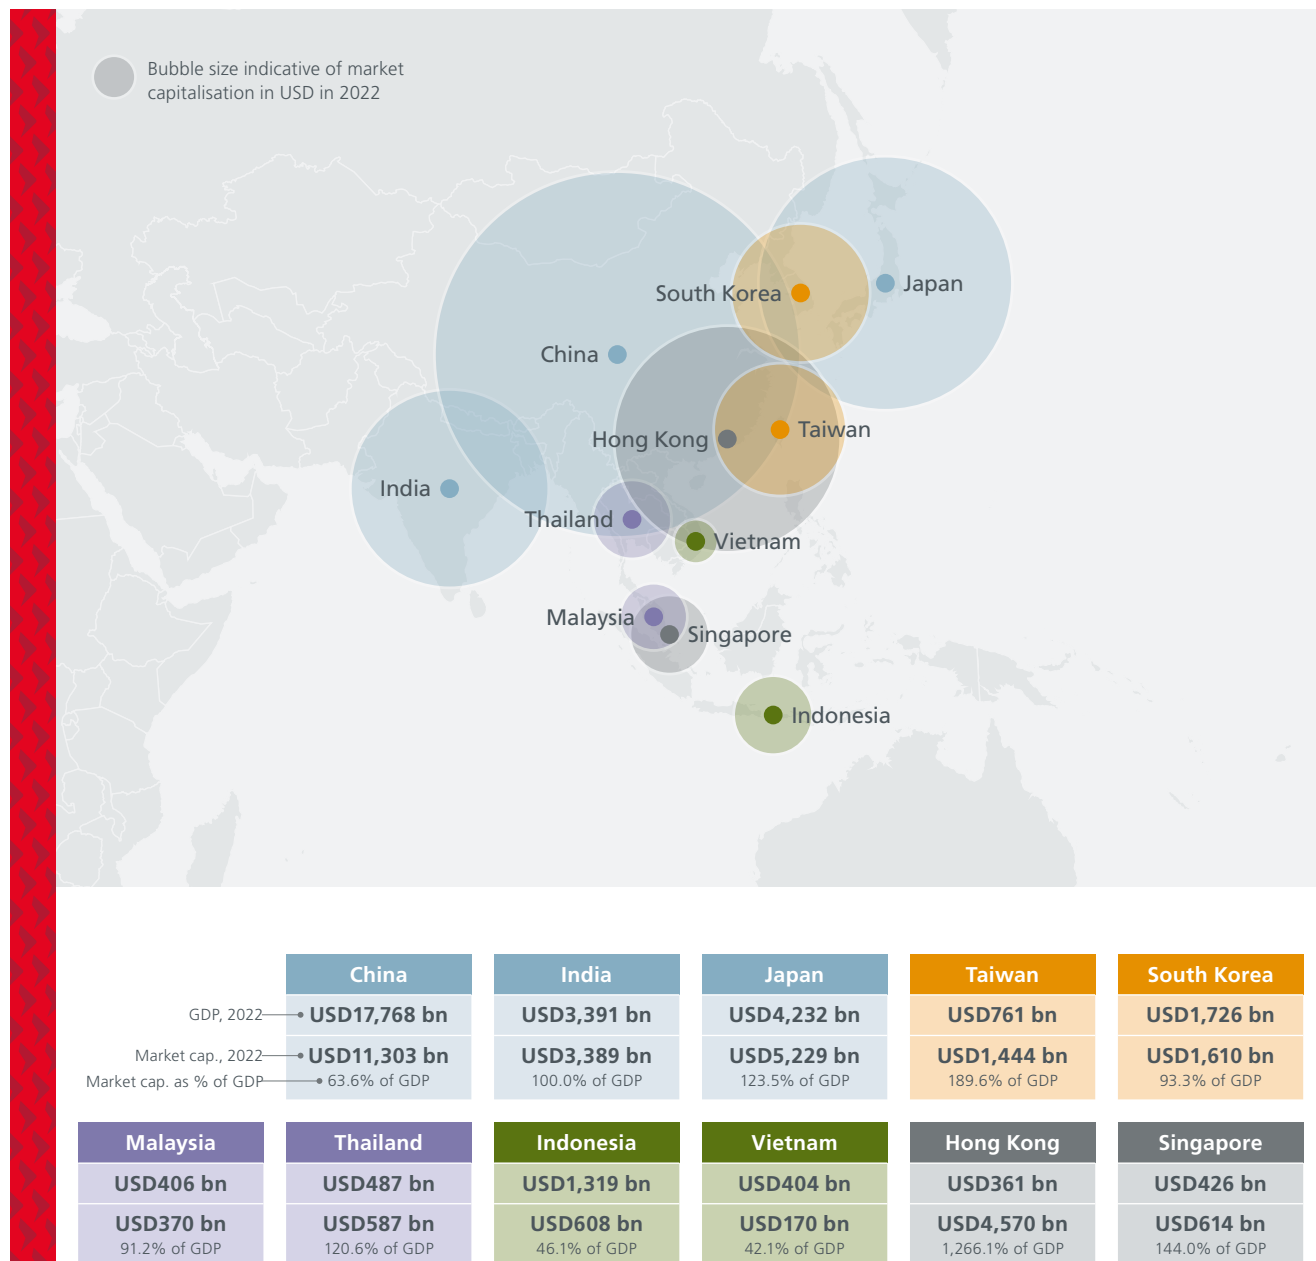 Bubble size indicative of market
capitalisation in USD in 2022
Japan
South Korea
China
Taiwan
Hong Kong
India
Thailand
Vietnam
Malaysia
Singapore
Indonesia
China
India
Japan
Taiwan
South Korea
GDP, 2022
USD17,768 bn
USD3,391 bn
USD4,232 bn
USD761 bn
USD1,726 bn
Market cap., 2022
USD11,303 bn
USD3,389 bn
USD5,229 bn
USD1,444 bn
USD1,610 bn
Market cap. as % of GDP
63.6% of GDP
100.0% of GDP
123.5% of GDP
189.6% of GDP
93.3% of GDP
Malaysia
Thailand
Indonesia
Vietnam
Hong Kong
Singapore
USD406 bn
USD487 bn
USD1,319 bn
USD404 bn
USD361 bn
USD426 bn
USD370 bn
USD587 bn
USD608 bn
USD170 bn
USD4,570 bn
USD614 bn
91.2% of GDP
120.6% of GDP
46.1% of GDP
42.1% of GDP
1,266.1% of GDP
144.0% of GDP